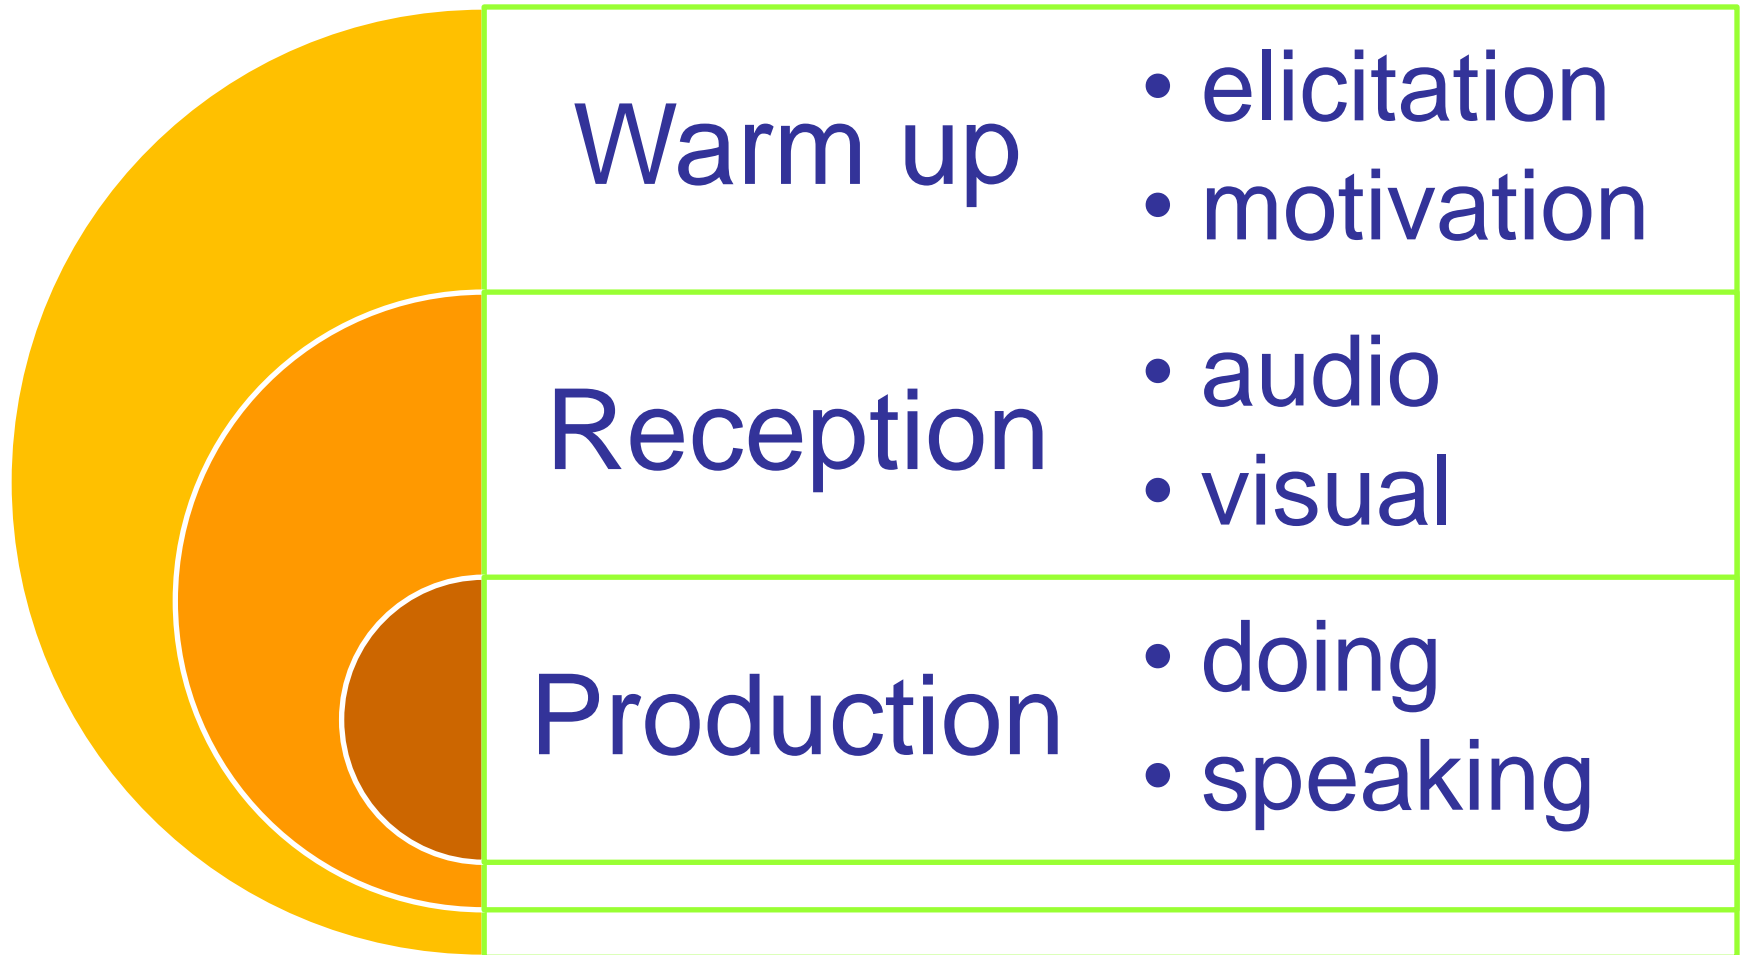 Warm up
• elicitation
• motivation
Reception
• audio
• visual
Production
• doing
• speaking